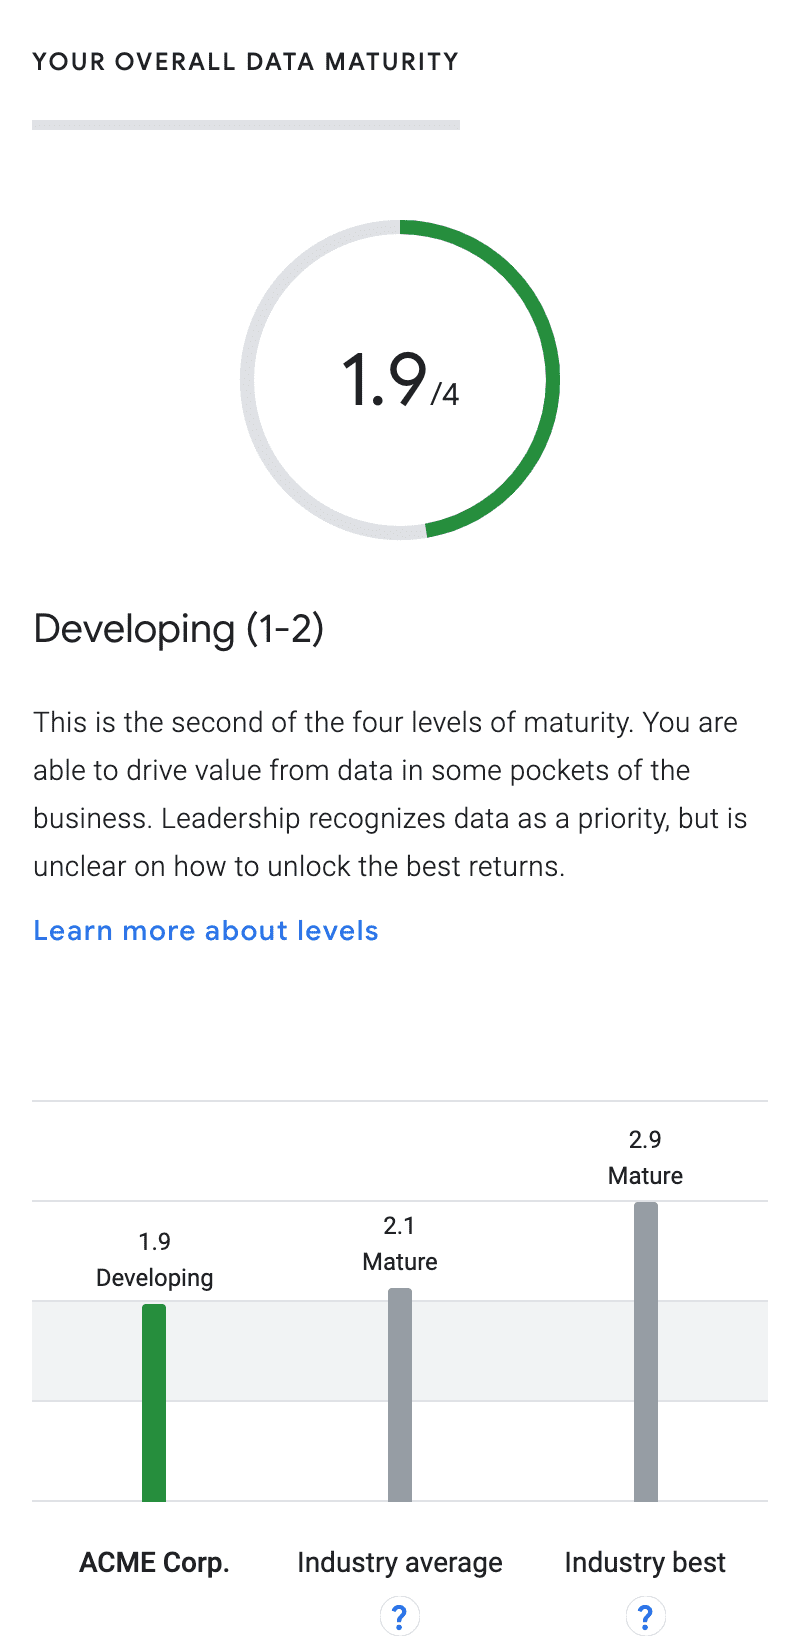 YOUR OVERALL DATA MATURITY
1.9/4
Developing (1-2)
This is the second of the four levels of maturity. You are
able to drive value from data in some pockets of the
business. Leadership recognizes data as a priority, but is
unclear on how to unlock the best returns.
Learn more about levels
2.9
Mature
2.1
Mature
1.9
Developing
ACME Corp.
Industry average
Industry best
?
?